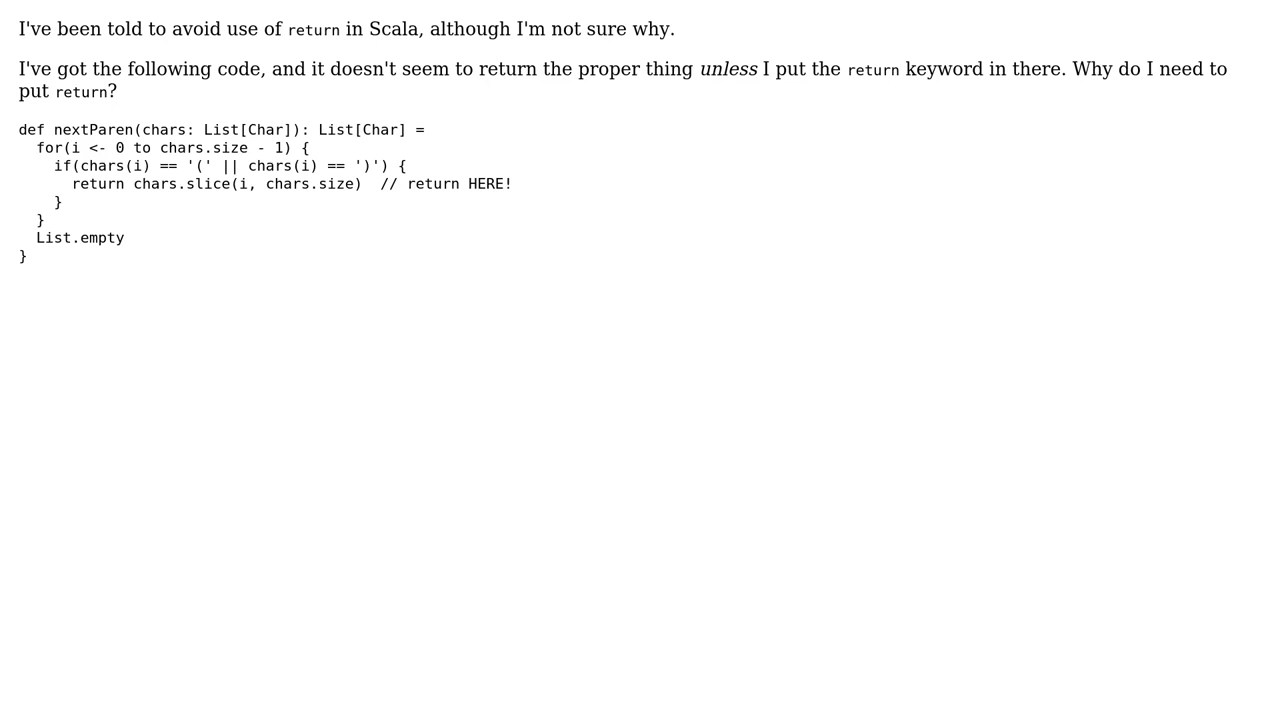 I've been told to avoid use of return in Scala, although I'm not sure why.
I've got the following code, and it doesn't seem to return the proper thing unless I put the return keyword in there. Why do I need to
put return?
def nextParen(chars: List[Char]): List[Char] =
  for(i <- 0 to chars.size - 1) {
    if(chars(i) == '(' || chars(i) == ')') {
      return chars.slice(i, chars.size)  // return HERE!
    }
  }
  List.empty
}